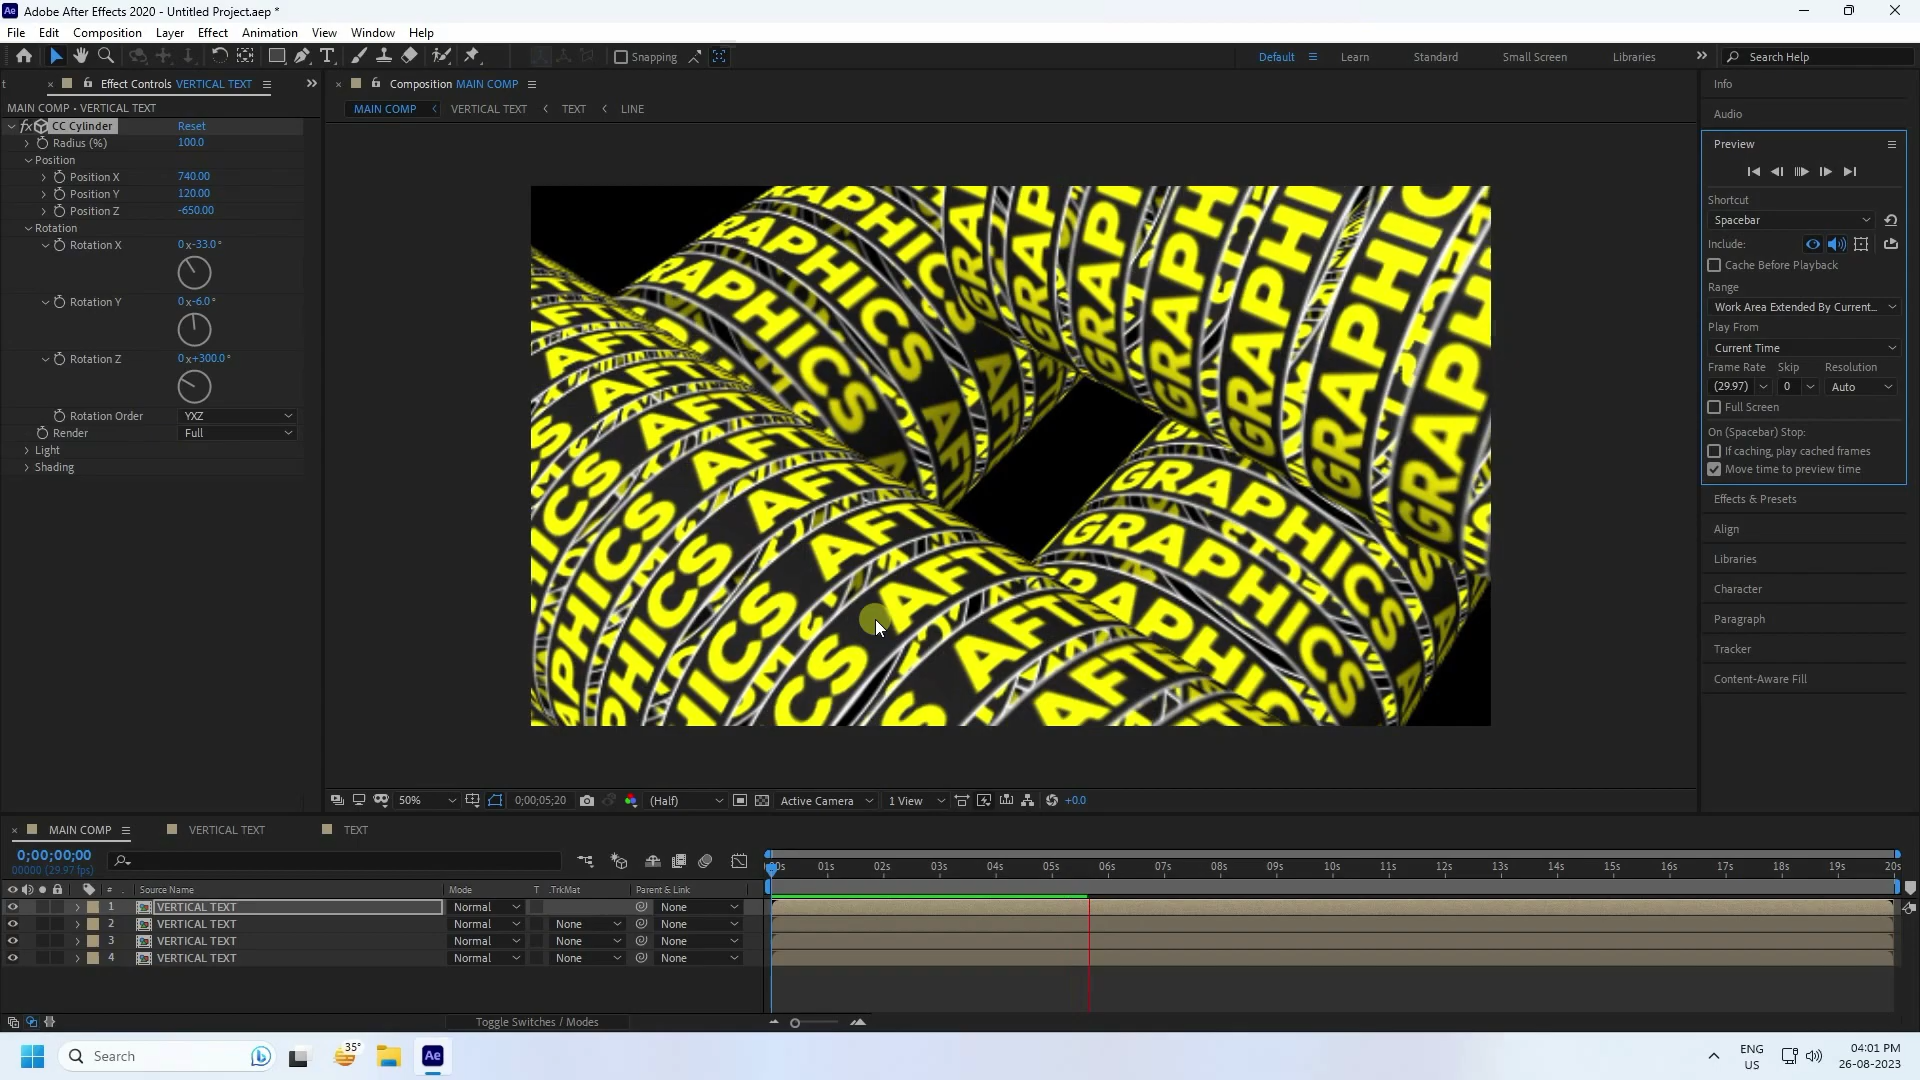 Adobe After Effects 2020 - Untitled Project.aep *
File Edit Composition Layer Effect Animation View Window Help
Snapping
Default Learn Standard Small Screen Libraries
Search Help
Effect Controls VERTICAL TEXT
MAIN COMP • VERTICAL TEXT
fx CC Cylinder Reset
Radius (%) 100.0
Position
Position X 740.00
Position Y 120.00
Position Z -650.00
Rotation
Rotation X 0x-33.0°
Rotation Y 0x-6.0°
Rotation Z 0x+300.0°
Rotation Order YXZ
Render Full
Light
Shading
Composition MAIN COMP
MAIN COMP VERTICAL TEXT TEXT LINE
GRAPHICS
GRAPHICS
GRAPHICS
AFTE
AFTE
GRAPHICS
GRAPHICS
50% 0;00;05;20 (Half) Active Camera 1 View +0.0
Info
Audio
Preview
Shortcut
Spacebar
Include:
Cache Before Playback
Range
Work Area Extended By Current...
Play From
Current Time
Frame Rate Skip Resolution
(29.97) 0 Auto
Full Screen
On (Spacebar) Stop:
If caching, play cached frames
Move time to preview time
Effects & Presets
Align
Libraries
Character
Paragraph
Tracker
Content-Aware Fill
MAIN COMP VERTICAL TEXT TEXT
0;00;00;00
00000 (29.97 fps)
# Source Name Mode T .TrkMat Parent & Link
1 VERTICAL TEXT Normal None
2 VERTICAL TEXT Normal None None
3 VERTICAL TEXT Normal None None
4 VERTICAL TEXT Normal None None
01s 02s 03s 04s 05s 06s 07s 08s 09s 10s 11s 12s 13s 14s 15s 16s 17s 18s 19s 20s
Toggle Switches / Modes
Search
35°
Ae
ENG
US
04:01 PM
26-08-2023